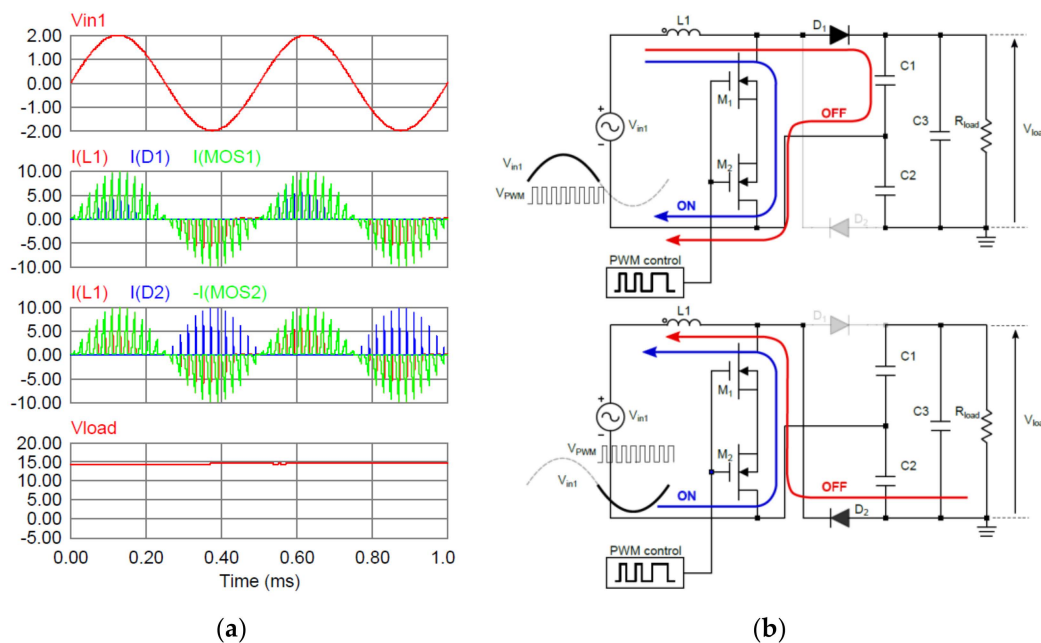 Vin1
2.00
1.00
0.00
-1.00
2.00
I(L1) I(D1) I(MOS1)
10.00
5.00
0.00
-5.00
-10.00
I(L1) I(D2) -I(MOS2)
10.00
5.00
0.00
-5.00
-10.00
Vload
20.00
15.00
10.00
5.00
0.00
-5.00
0.00 0.20 0.40 0.60 0.80 1.0
Time (ms)
(a)
L1
D1
M1
C1
OFF
C3
Rload
Vloa
Vin1
Vin1
M2
VPWM
C2
ON
D2
PWM control
L1
D1
M1
C1
C3
Rload
Vloa
Vin1
VPWM
M2
C2
Vin1
ON
OFF
D2
PWM control
(b)